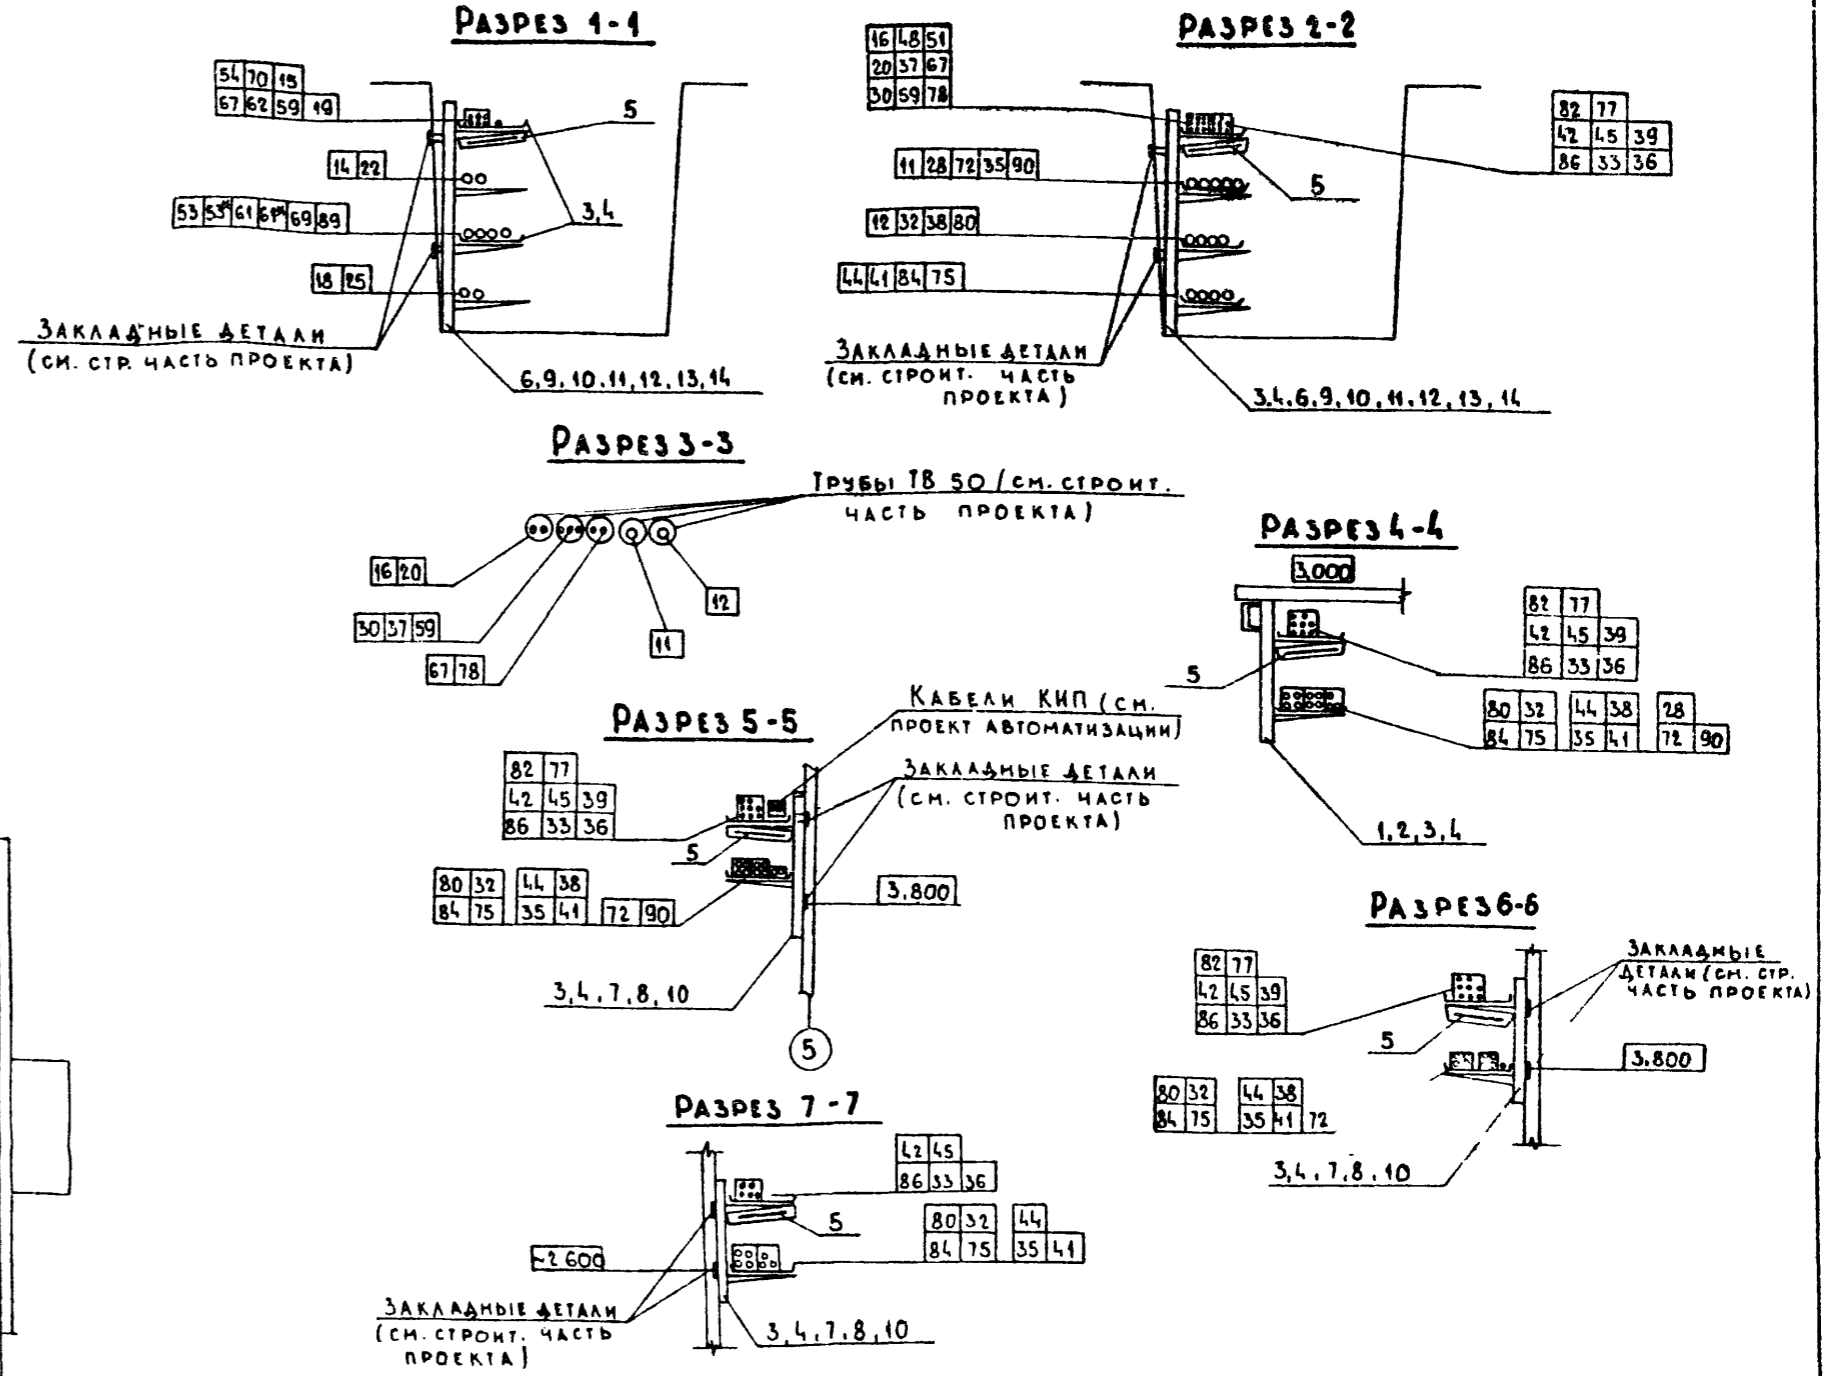 РАЗРЕЗ 1-1
54 70 15
67 62 59 19
5
14 22
53 53ж 61 61ж 69 89
3,4
18 25
ЗАКЛАДНЫЕ ДЕТАЛИ
(СМ. СТР. ЧАСТЬ ПРОЕКТА)
6,9,10,11,12,13,14
РАЗРЕЗ 2-2
16 48 51
20 37 67
30 59 78
82 77
42 45 39
86 33 36
11 28 72 35 90
5
12 32 38 80
44 41 84 75
ЗАКЛАДНЫЕ ДЕТАЛИ
(СМ. СТРОИТ. ЧАСТЬ
ПРОЕКТА)
3.4,6,9,10,11,12,13,14
РАЗРЕЗ 3-3
ТРУБЫ ТВ 50 (СМ. СТРОИТ.
ЧАСТЬ ПРОЕКТА)
16 20
12
30 37 59
11
67 78
РАЗРЕЗ 4-4
3,000
82 77
42 45 39
86 33 36
5
80 32 44 38 28
84 75 35 41 72 90
1,2,3,4
РАЗРЕЗ 5-5
КАБЕЛИ КИП (СМ.
ПРОЕКТ АВТОМАТИЗАЦИИ)
82 77
42 45 39
86 33 36
ЗАКЛАДНЫЕ ДЕТАЛИ
(СМ. СТРОИТ. ЧАСТЬ
ПРОЕКТА)
5
80 32 44 38
84 75 35 41 72 90
3.800
3,4,7,8,10
5
РАЗРЕЗ 6-6
82 77
42 45 39
86 33 36
ЗАКЛАДНЫЕ
ДЕТАЛИ (СМ. СТР.
ЧАСТЬ ПРОЕКТА)
5
3.800
80 32 44 38
84 75 35 41 72
3,4,7,8,10
РАЗРЕЗ 7-7
42 45
86 33 36
5
80 32 44
84 75 35 41
~2 600
ЗАКЛАДНЫЕ ДЕТАЛИ
(СМ. СТРОИТ. ЧАСТЬ
ПРОЕКТА)
3,4,7,8,10